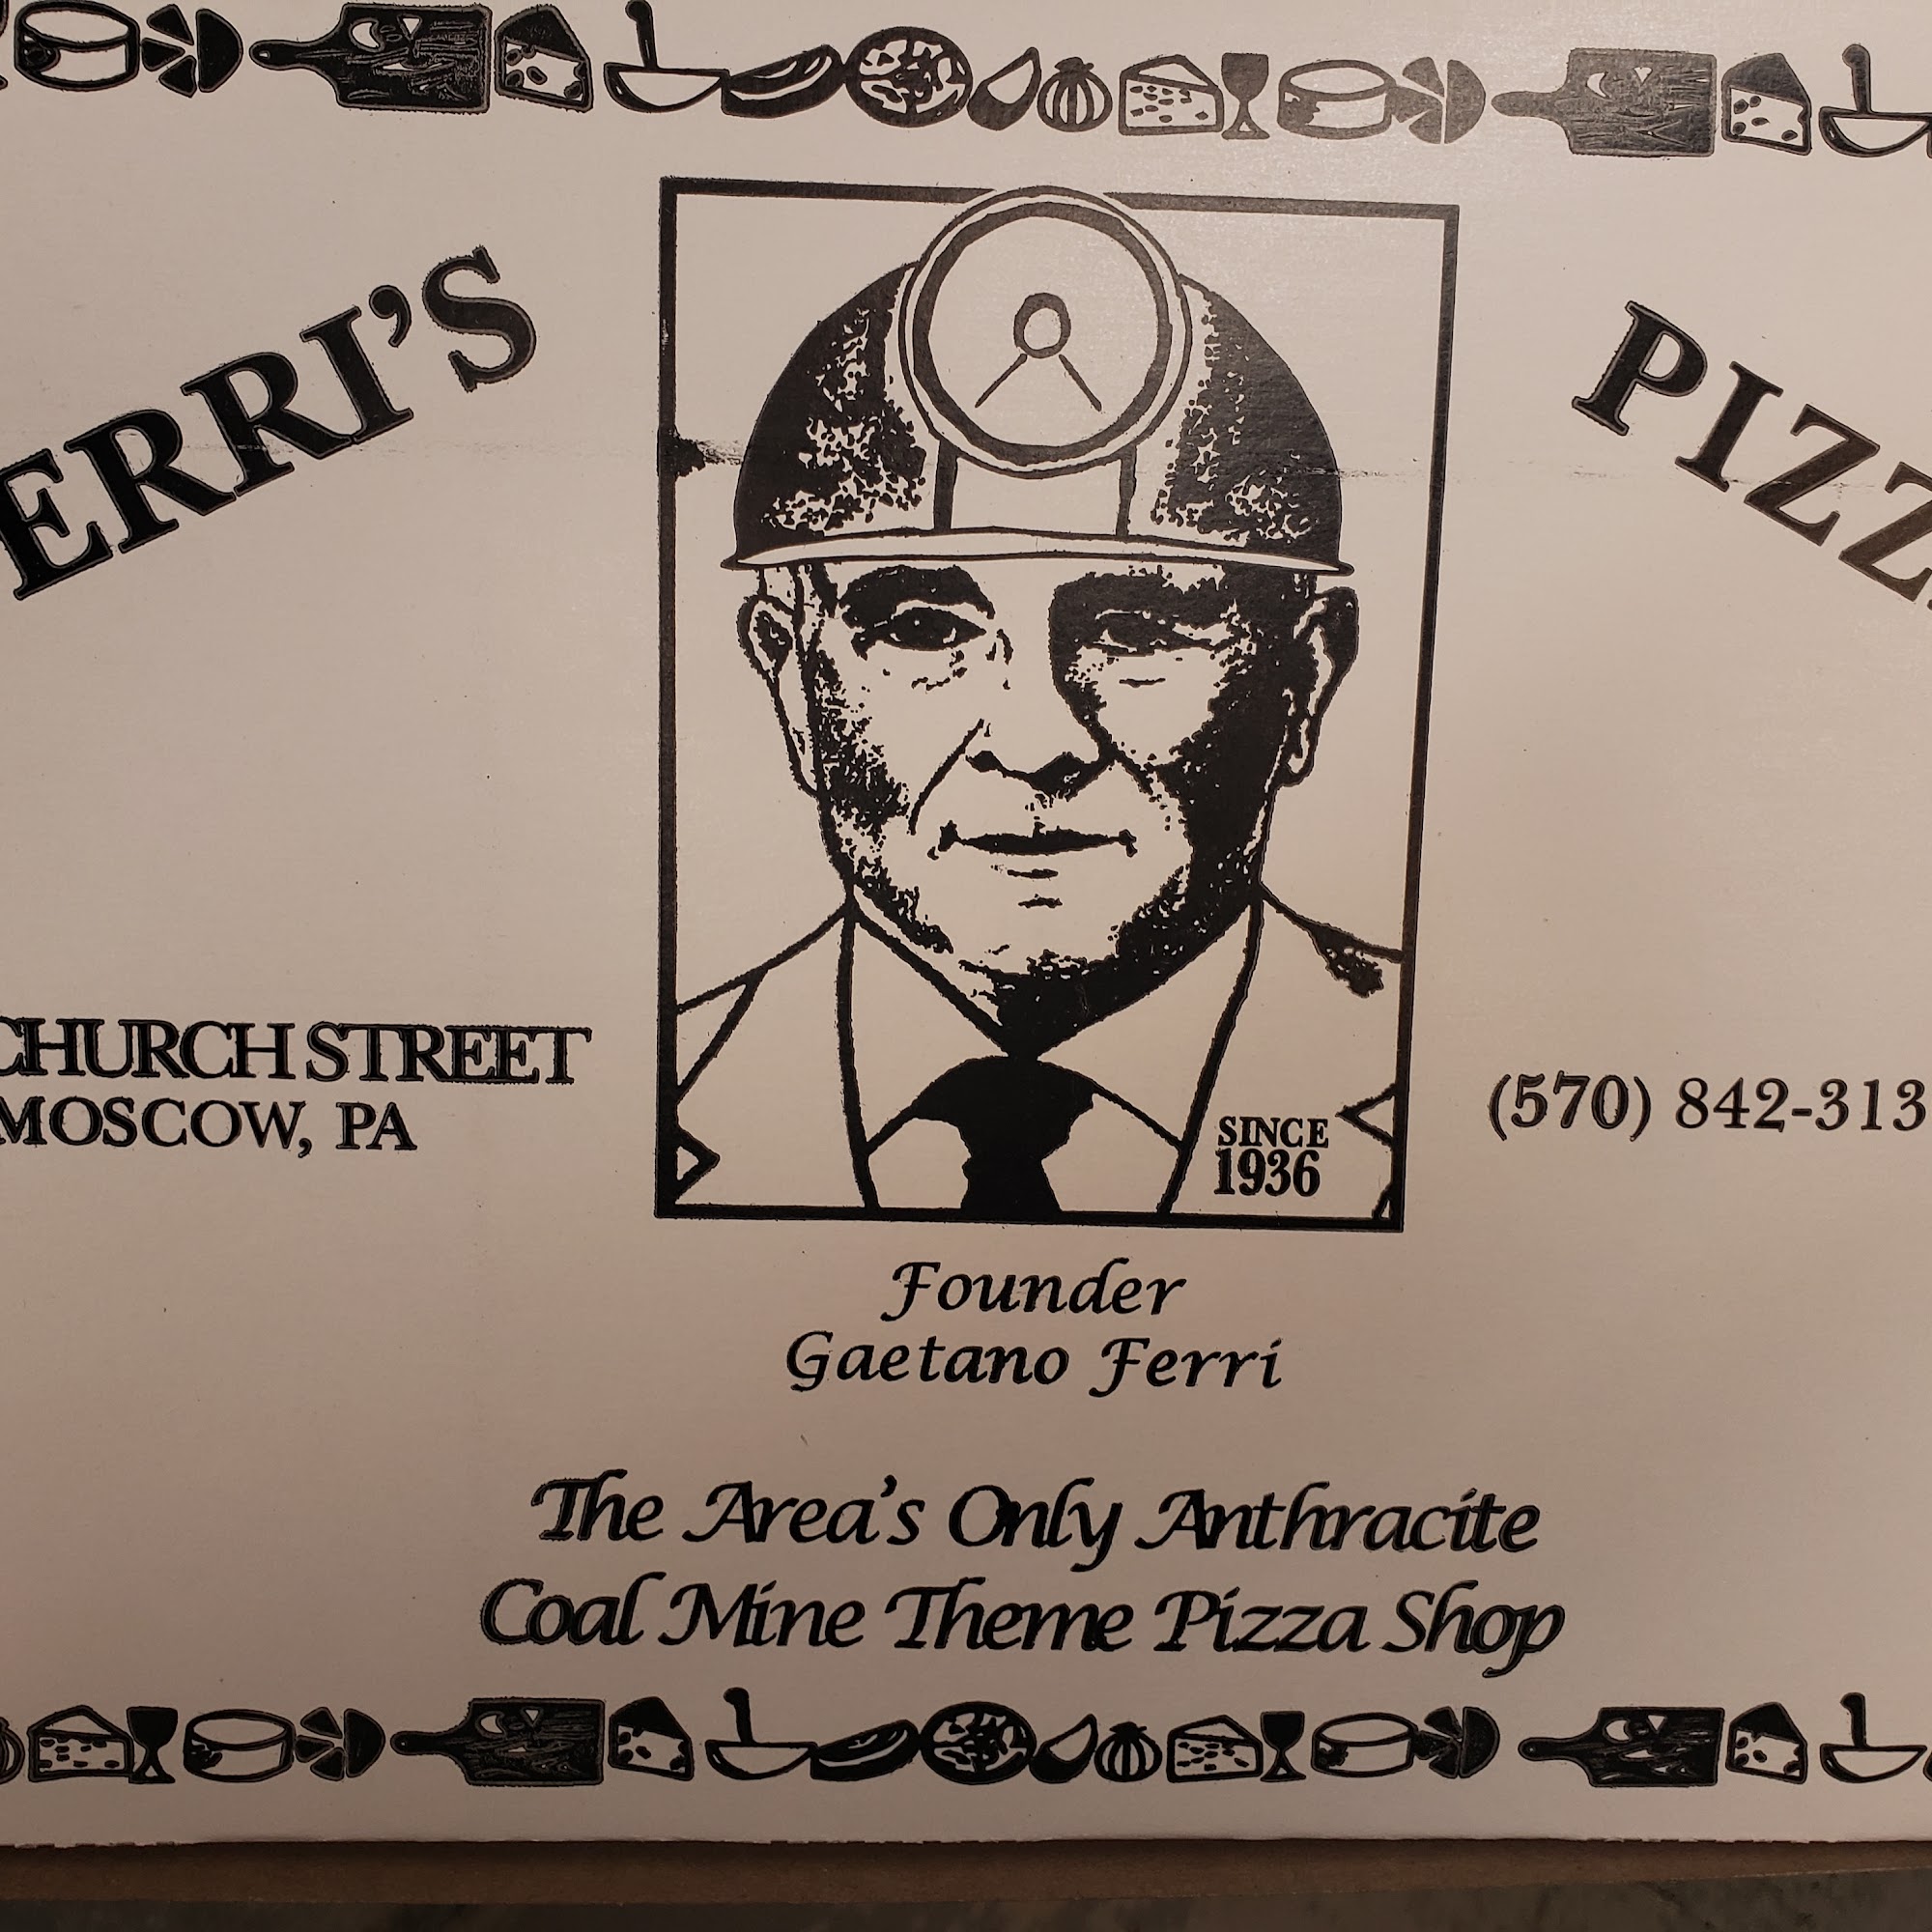 ERRI'S PIZZ
CHURCH STREET
MOSCOW, PA
(570) 842-313
SINCE
1936
Founder
Gaetano Ferri
The Area's Only Anthracite
Coal Mine Theme Pizza Shop